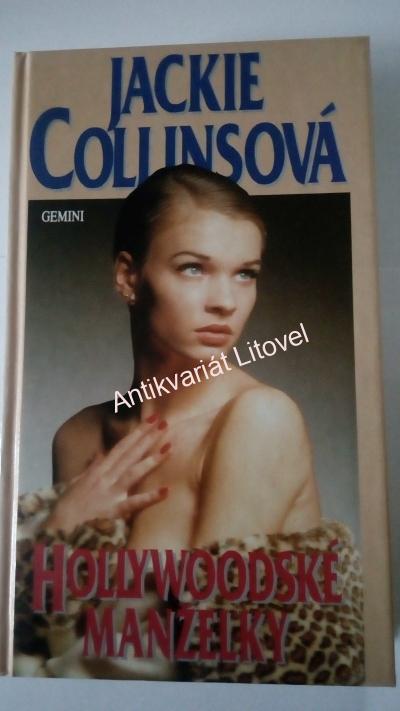 JACKIE
COLLINSOVÁ
GEMINI
Antikvariát Litovel
HOLLYWOODSKÉ
MANŽELKY